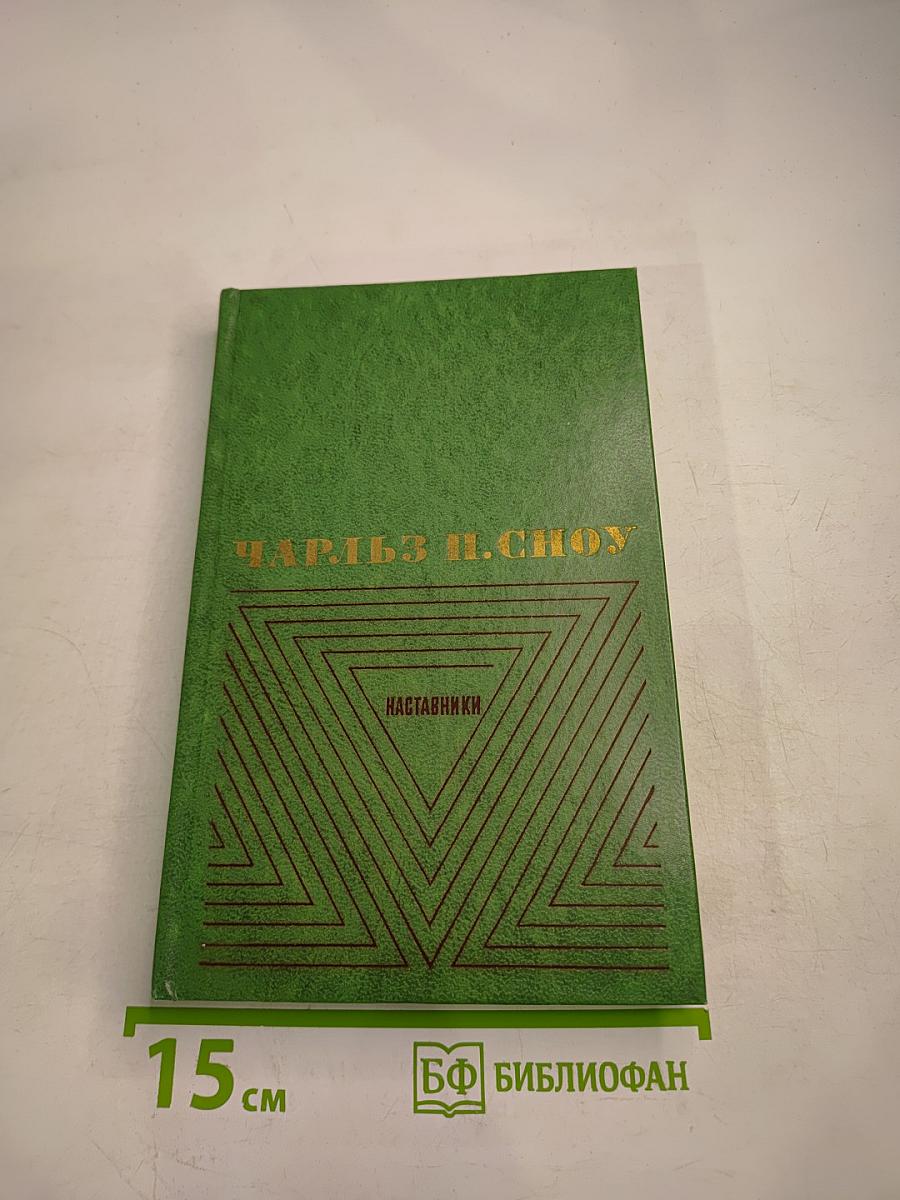 ЧАРЛЬЗ П. СНОУ
НАСТАВНИКИ
15 см
БФ БИБЛИОФАН